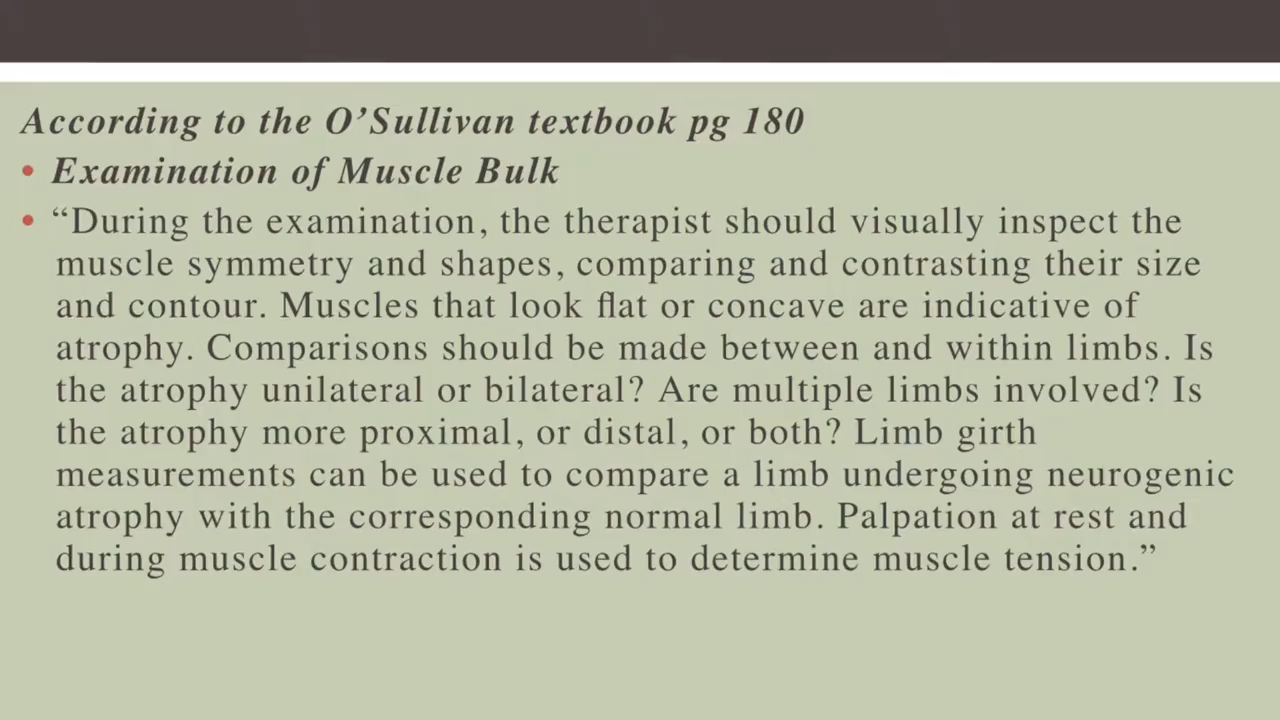 According to the O’Sullivan textbook pg 180
• Examination of Muscle Bulk
• “During the examination, the therapist should visually inspect the
muscle symmetry and shapes, comparing and contrasting their size
and contour. Muscles that look flat or concave are indicative of
atrophy. Comparisons should be made between and within limbs. Is
the atrophy unilateral or bilateral? Are multiple limbs involved? Is
the atrophy more proximal, or distal, or both? Limb girth
measurements can be used to compare a limb undergoing neurogenic
atrophy with the corresponding normal limb. Palpation at rest and
during muscle contraction is used to determine muscle tension.”